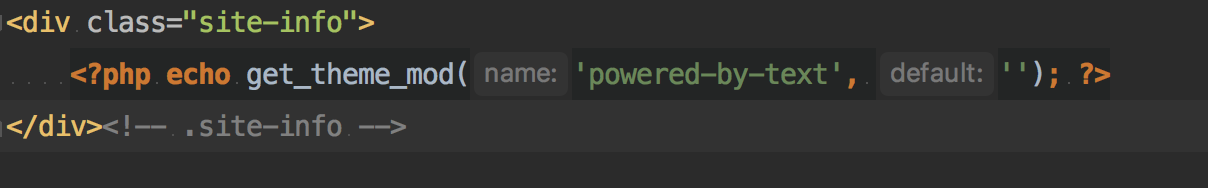 <div class="site-info">
<?php echo get_theme_mod( name: 'powered-by-text', default: ''); ?>
</div><!-- .site-info -->